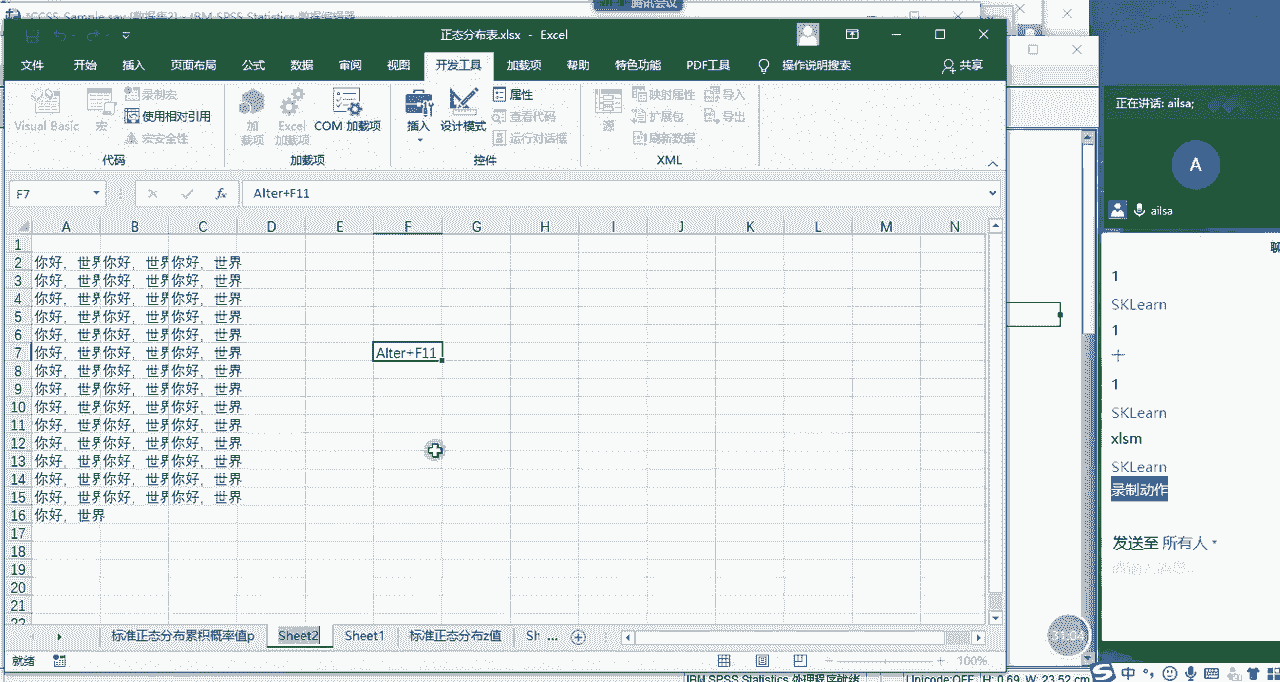 *CCSS_Sample.sav [数据集2] - IBM SPSS Statistics 数据编辑器
腾讯会议
正态分布表.xlsx - Excel
文件 开始 插入 页面布局 公式 数据 审阅 视图 开发工具 加载项 帮助 特色功能 PDF工具 操作说明搜索 共享
Visual Basic 宏 录制宏 使用相对引用 宏安全性 代码
加载项 Excel 加载项 COM 加载项 加载项
插入 设计模式 属性 查看代码 运行对话框 控件
源 映射属性 扩展包 刷新数据 导入 导出 XML
F7 fx Alter+F11
A B C D E F G H I J K L M N
1
2 你好，世界 你好，世界 你好，世界
3 你好，世界 你好，世界 你好，世界
4 你好，世界 你好，世界 你好，世界
5 你好，世界 你好，世界 你好，世界
6 你好，世界 你好，世界 你好，世界
7 你好，世界 你好，世界 你好，世界 Alter+F11
8 你好，世界 你好，世界 你好，世界
9 你好，世界 你好，世界 你好，世界
10 你好，世界 你好，世界 你好，世界
11 你好，世界 你好，世界 你好，世界
12 你好，世界 你好，世界 你好，世界
13 你好，世界 你好，世界 你好，世界
14 你好，世界 你好，世界 你好，世界
15 你好，世界 你好，世界 你好，世界
16 你好，世界
17
18
19
20
21
22
标准正态分布累积概率值p Sheet2 Sheet1 标准正态分布z值 Sh ...
就绪 100%
IBM SPSS Statistics 处理程序就绪 Unicode:OFF H: 0.69 W: 23.52 cm
正在讲话: ailsa;
A
ailsa
聊
1
SKLearn
1
十
1
SKLearn
xlsm
SKLearn
录制动作
发送至 所有人
中